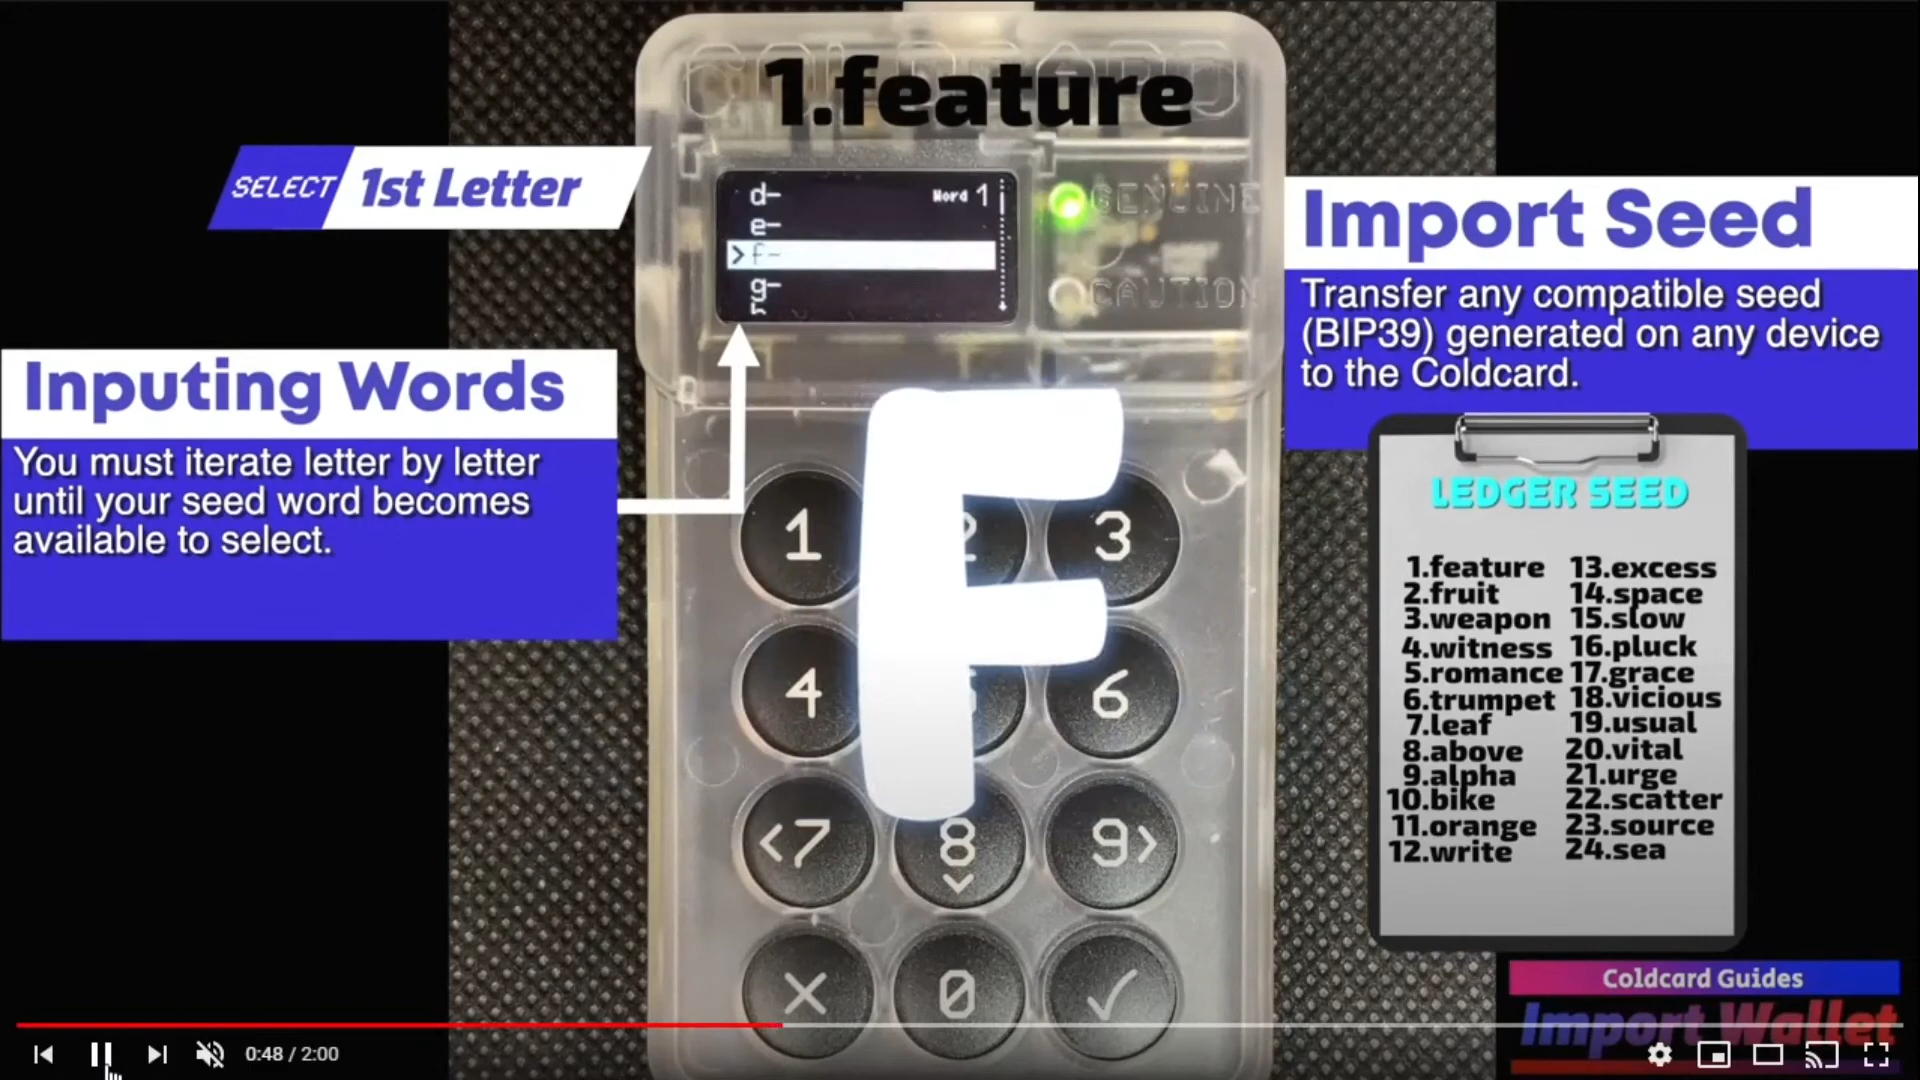 1.feature
SELECT 1st Letter
d-
Word 1
e-
> f-
g-
GENUINE
CAUTION
Import Seed
Transfer any compatible seed
(BIP39) generated on any device
to the Coldcard.
Inputing Words
You must iterate letter by letter
until your seed word becomes
available to select.
F
LEDGER SEED
1.feature 13.excess
2.fruit 14.space
3.weapon 15.slow
4.witness 16.pluck
5.romance 17.grace
6.trumpet 18.vicious
7.leaf 19.usual
8.above 20.vital
9.alpha 21.urge
10.bike 22.scatter
11.orange 23.source
12.write 24.sea
1 2 3
4 5 6
<7 8 9>
X 0 ✓
Coldcard Guides
Import Wallet
0:48 / 2:00